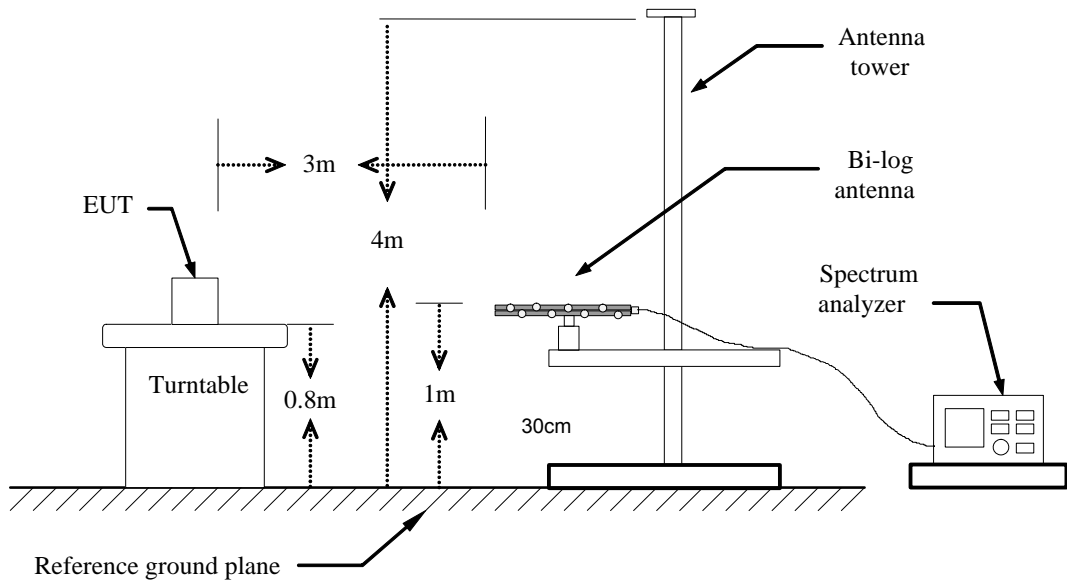 Antenna
tower
3m
Bi-log
antenna
EUT
4m
Spectrum
analyzer
Turntable
0.8m
1m
30cm
Reference ground plane